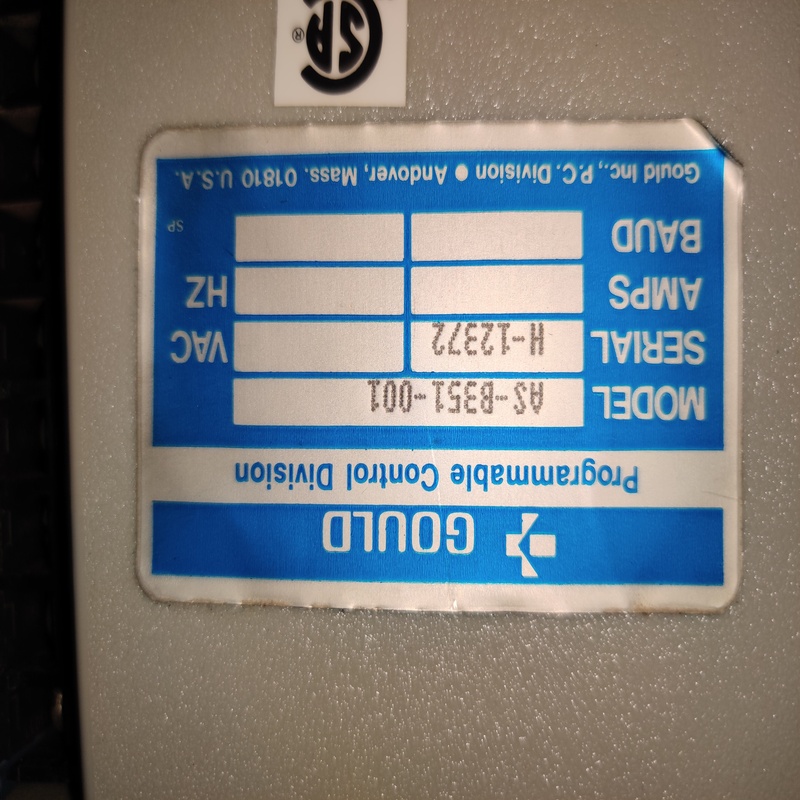 GOULD
Programmable Control Division
MODEL AS-B351-001
SERIAL H-12372 VAC
AMPS HZ
BAUD SP
Gould Inc., P.C. Division ● Andover, Mass. 01810 U.S.A.
SA ®